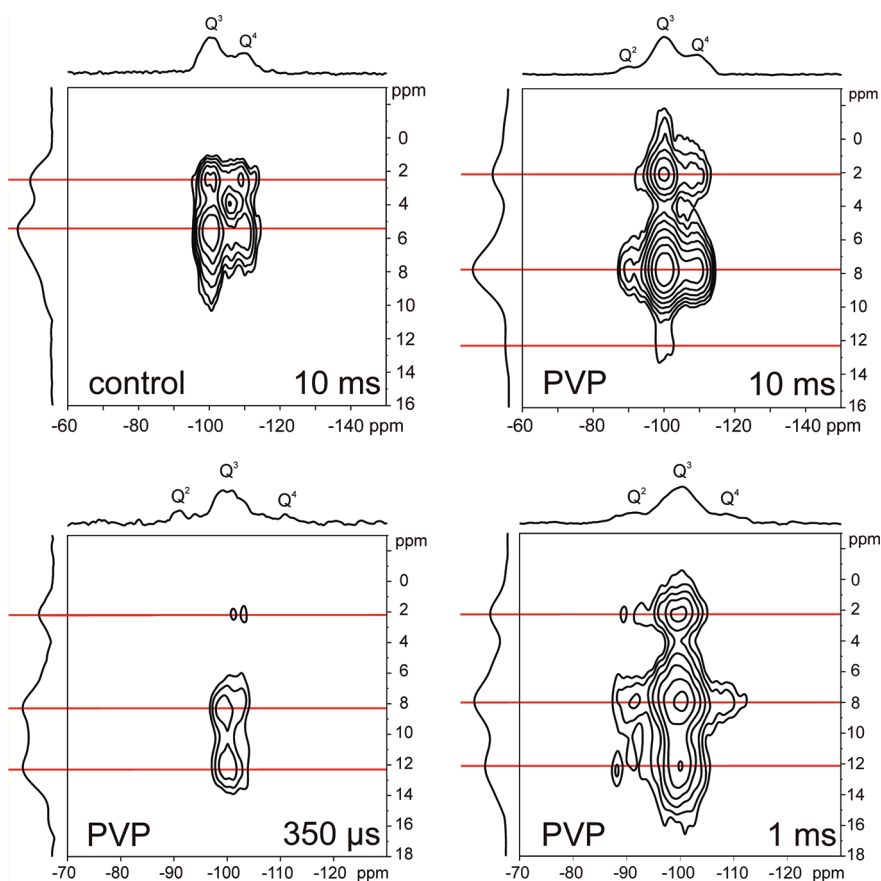 Q³
Q⁴
ppm
0
2
4
6
8
10
12
14
16
control 10 ms
-60 -80 -100 -120 -140 ppm
Q³
Q² Q⁴
ppm
0
2
4
6
8
10
12
14
16
PVP 10 ms
-60 -80 -100 -120 -140 ppm
Q³
Q² Q⁴
ppm
0
2
4
6
8
10
12
14
16
18
PVP 350 µs
-70 -80 -90 -100 -110 -120 ppm
Q³
Q² Q⁴
ppm
0
2
4
6
8
10
12
14
16
18
PVP 1 ms
-70 -80 -90 -100 -110 -120 ppm